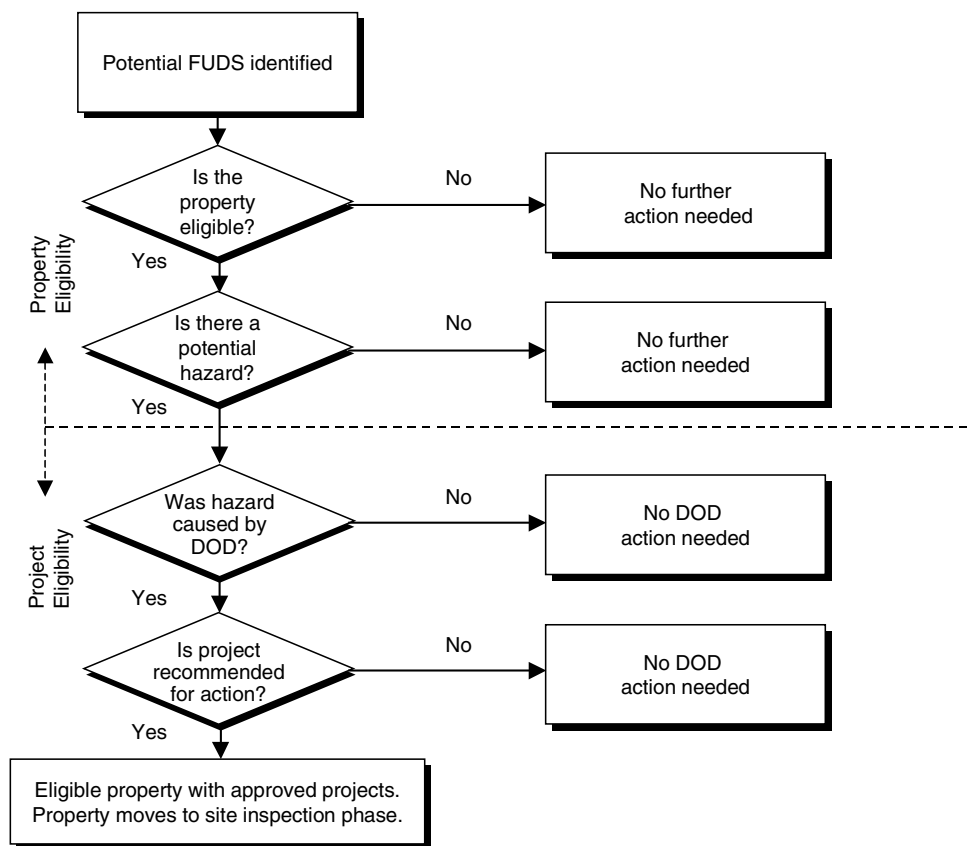 Potential FUDS identified
Is the
property
eligible?
No
No further
action needed
Yes
Property
Eligibility
Is there a
potential
hazard?
No
No further
action needed
Yes
Was hazard
caused by
DOD?
No
No DOD
action needed
Project
Eligibility
Yes
Is project
recommended
for action?
No
No DOD
action needed
Yes
Eligible property with approved projects.
Property moves to site inspection phase.